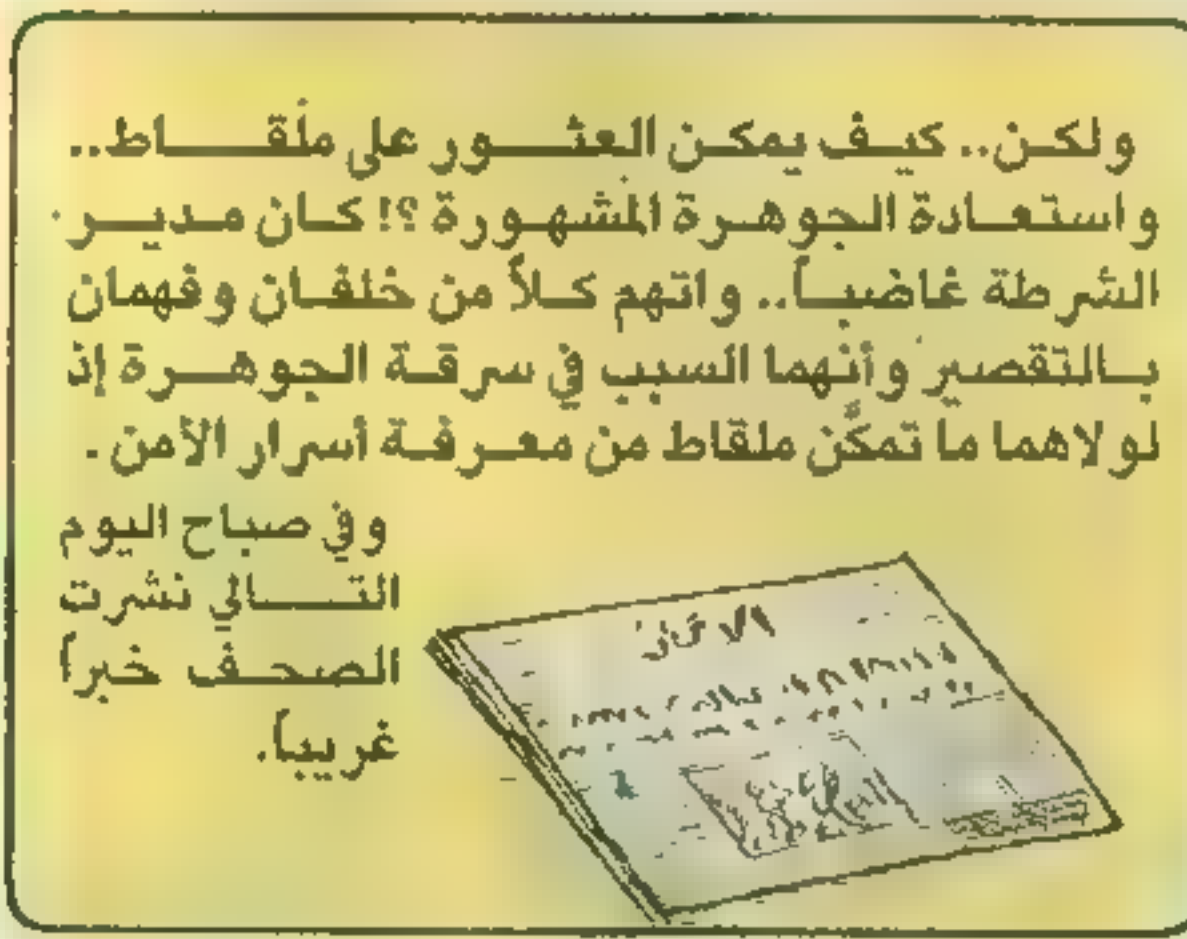 ولكن.. كيف يمكن العثور على ملقاط..
واستعادة الجوهرة المشهورة ؟! كان مدير
الشرطة غاضباً.. واتهم كلاً من خلفان وفهمان
بالتقصير وأنهما السبب في سرقة الجوهرة إذ
لولاهما ما تمكَّن ملقاط من معرفة أسرار الأمن .
وفي صباح اليوم
التالي نشرت
الصحف خبراً
غريباً.